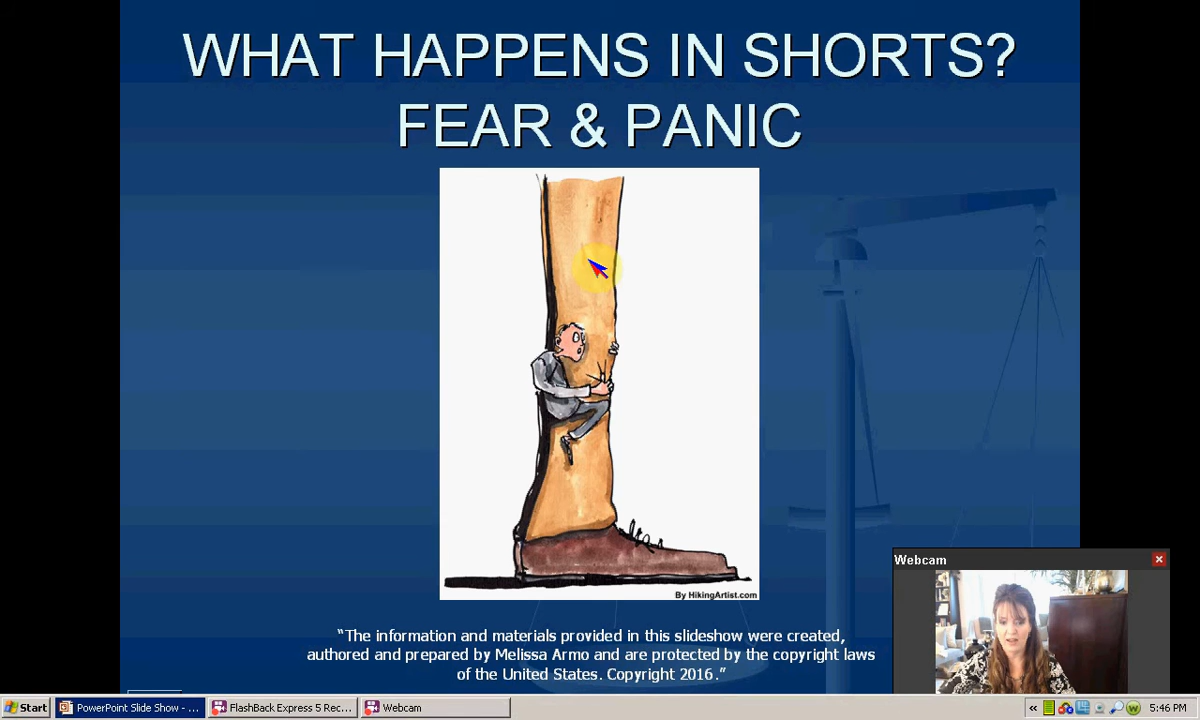 WHAT HAPPENS IN SHORTS?
FEAR & PANIC
By HikingArtist.com
Webcam
“The information and materials provided in this slideshow were created,
authored and prepared by Melissa Armo and are protected by the copyright laws
of the United States. Copyright 2016.”
Start
PowerPoint Slide Show - ...
FlashBack Express 5 Rec...
Webcam
5:46 PM